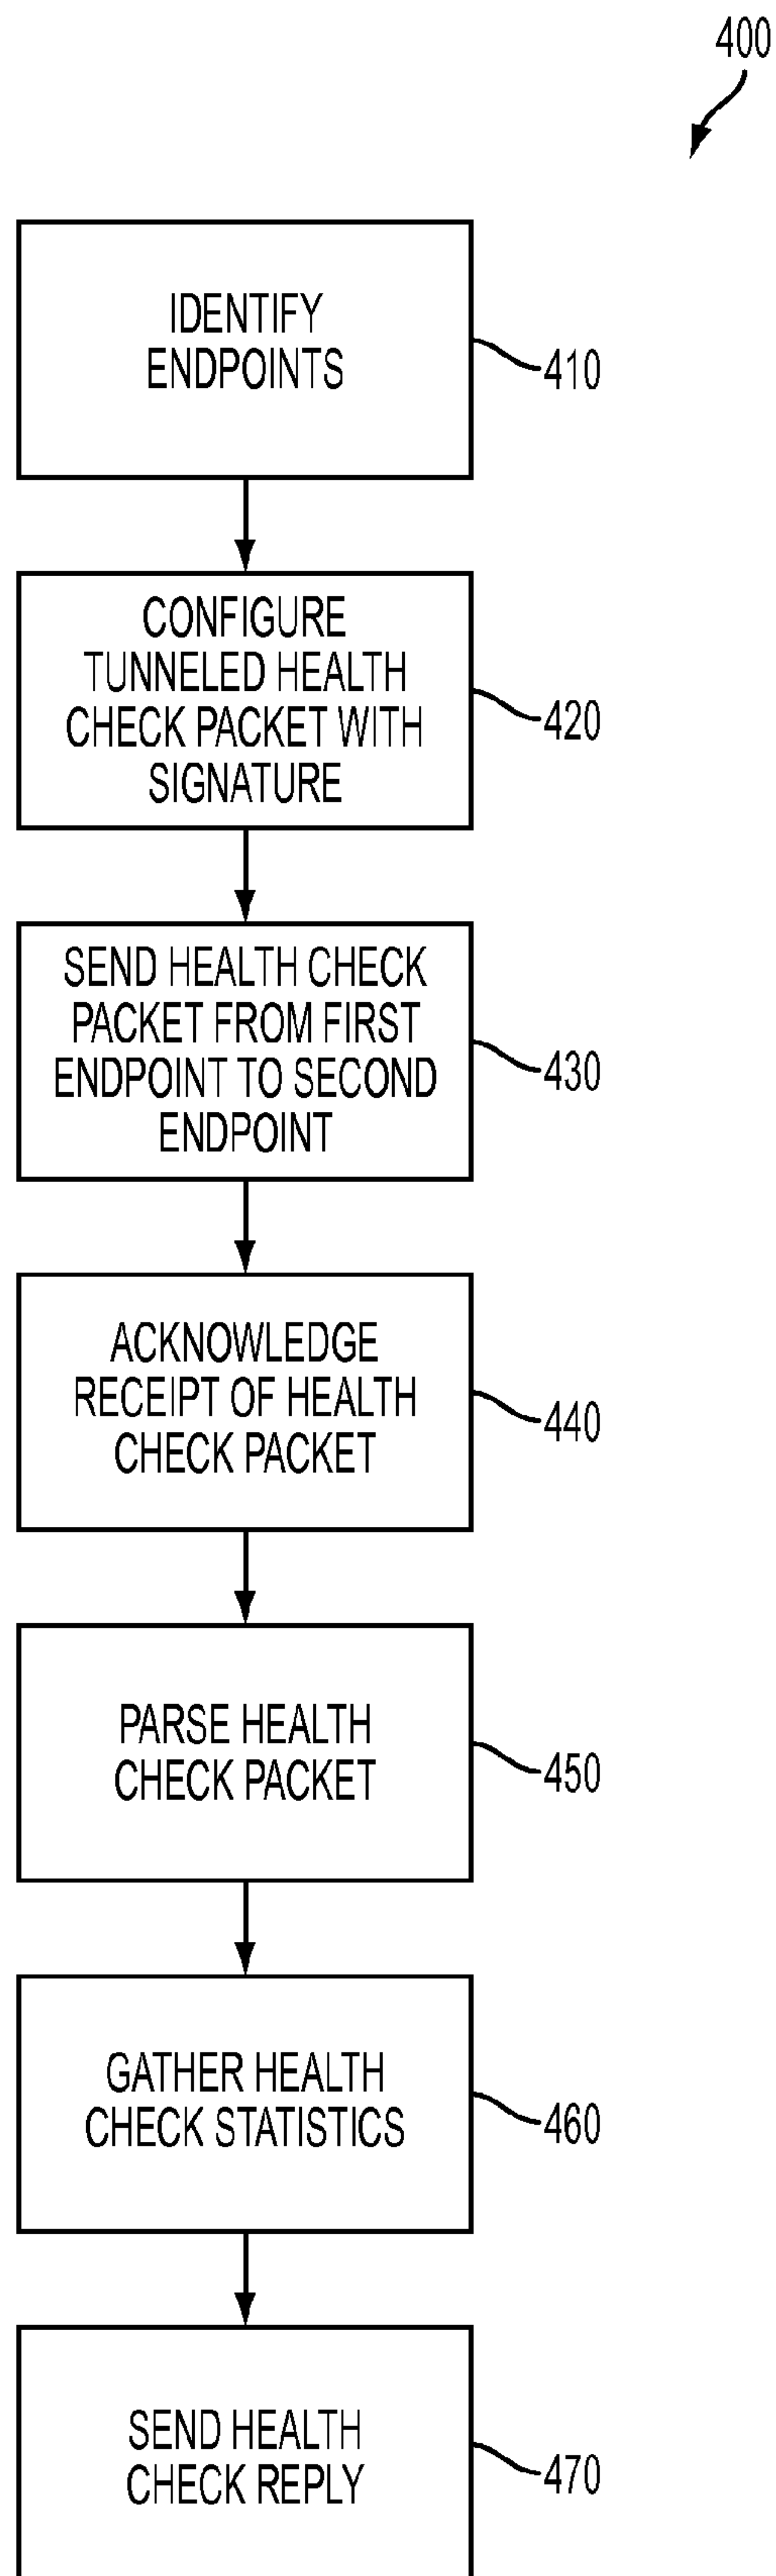 400
IDENTIFY
ENDPOINTS
410
CONFIGURE
TUNNELED HEALTH
CHECK PACKET WITH
SIGNATURE
420
SEND HEALTH CHECK
PACKET FROM FIRST
ENDPOINT TO SECOND
ENDPOINT
430
ACKNOWLEDGE
RECEIPT OF HEALTH
CHECK PACKET
440
PARSE HEALTH
CHECK PACKET
450
GATHER HEALTH
CHECK STATISTICS
460
SEND HEALTH
CHECK REPLY
470